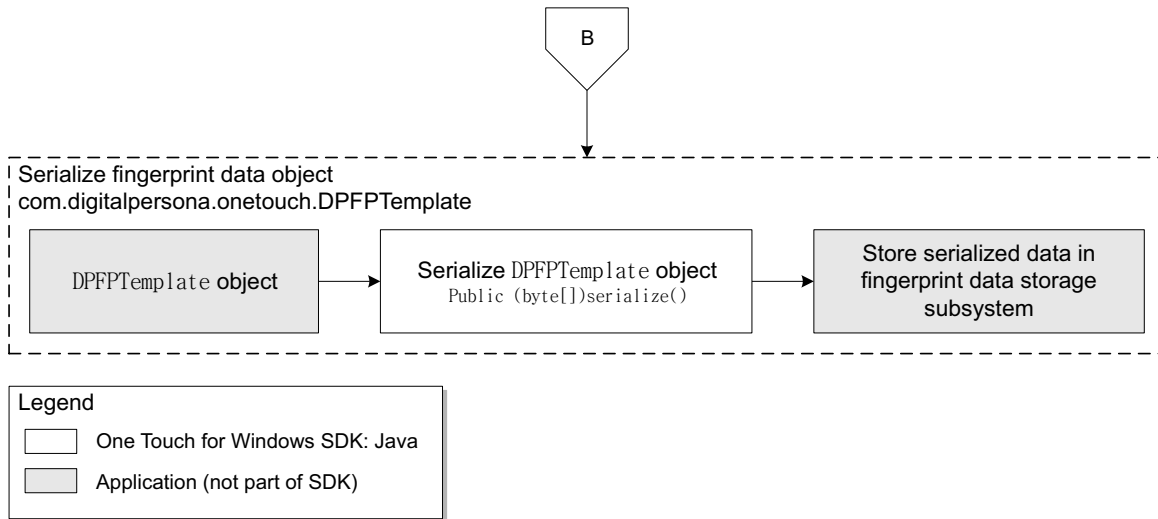 B
Serialize fingerprint data object
com.digitalpersona.onetouch.DPFPTemplate
DPFPTemplate object
Serialize DPFPTemplate object
Public (byte[])serialize()
Store serialized data in
fingerprint data storage
subsystem
Legend
One Touch for Windows SDK: Java
Application (not part of SDK)